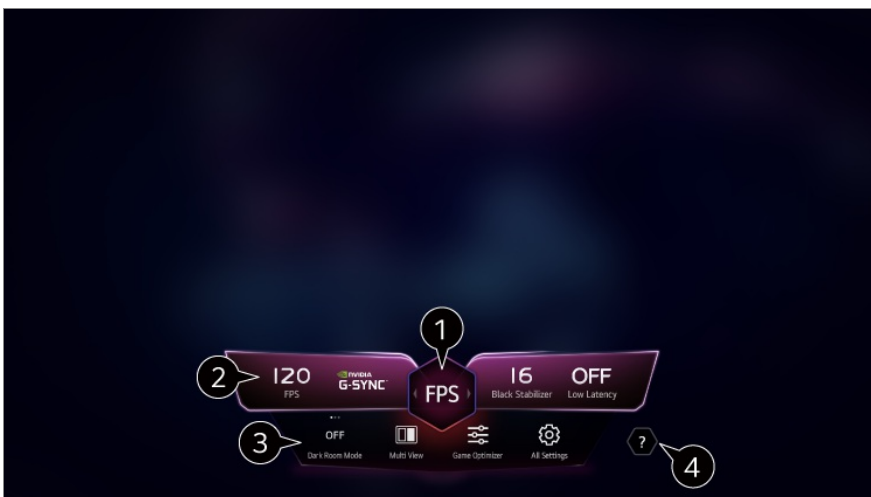 1
2
120
FPS
NVIDIA
G-SYNC
FPS
16
Black Stabilizer
OFF
Low Latency
3
OFF
Dark Room Mode
Multi View
Game Optimizer
All Settings
?
4